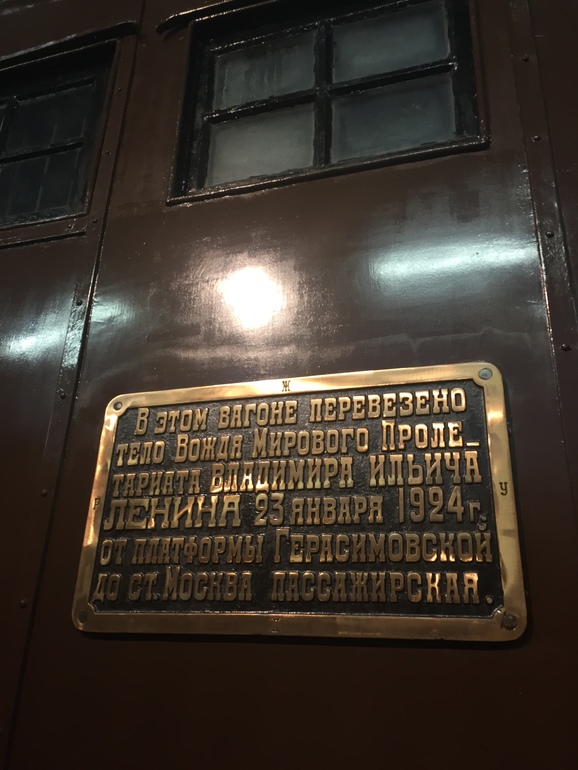 Ж
В этом вагоне перевезено
тело Вождя Мирового Проле-
тариата Владимира Ильича
Ленина 23 января 1924 г.
от платформы Герасимовской
до ст. Москва пассажирская.
У